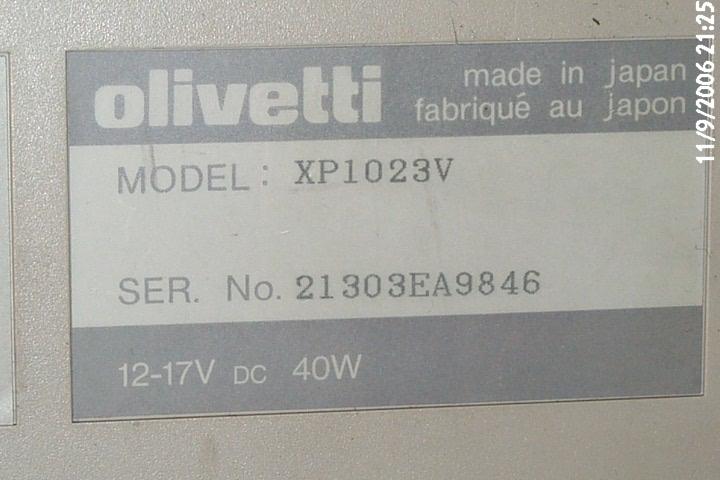 olivetti
made in japan
fabriqué au japon
MODEL: XP1023V
SER. No. 21303EA9846
12-17V DC 40W
11/9/2006 21:25